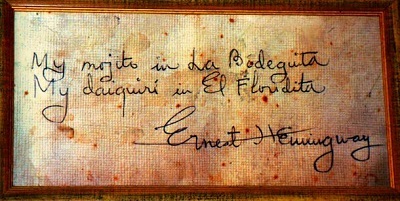 My mojito in La Bodeguita
My daiquiri in El Floridita
Ernest Hemingway